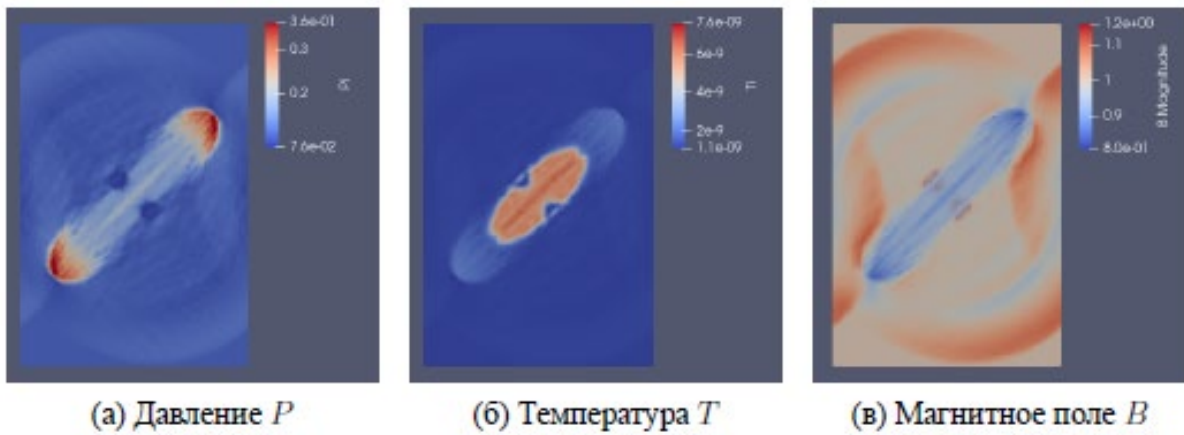 3.6e-01
0.3
0.2
7.6e-02
PI
7.6e-09
6e-9
4e-9
2e-9
1.1e-09
TI
1.2e+00
1.1
1
0.9
8.0e-01
B Magnitude
(а) Давление P
(б) Температура T
(в) Магнитное поле B